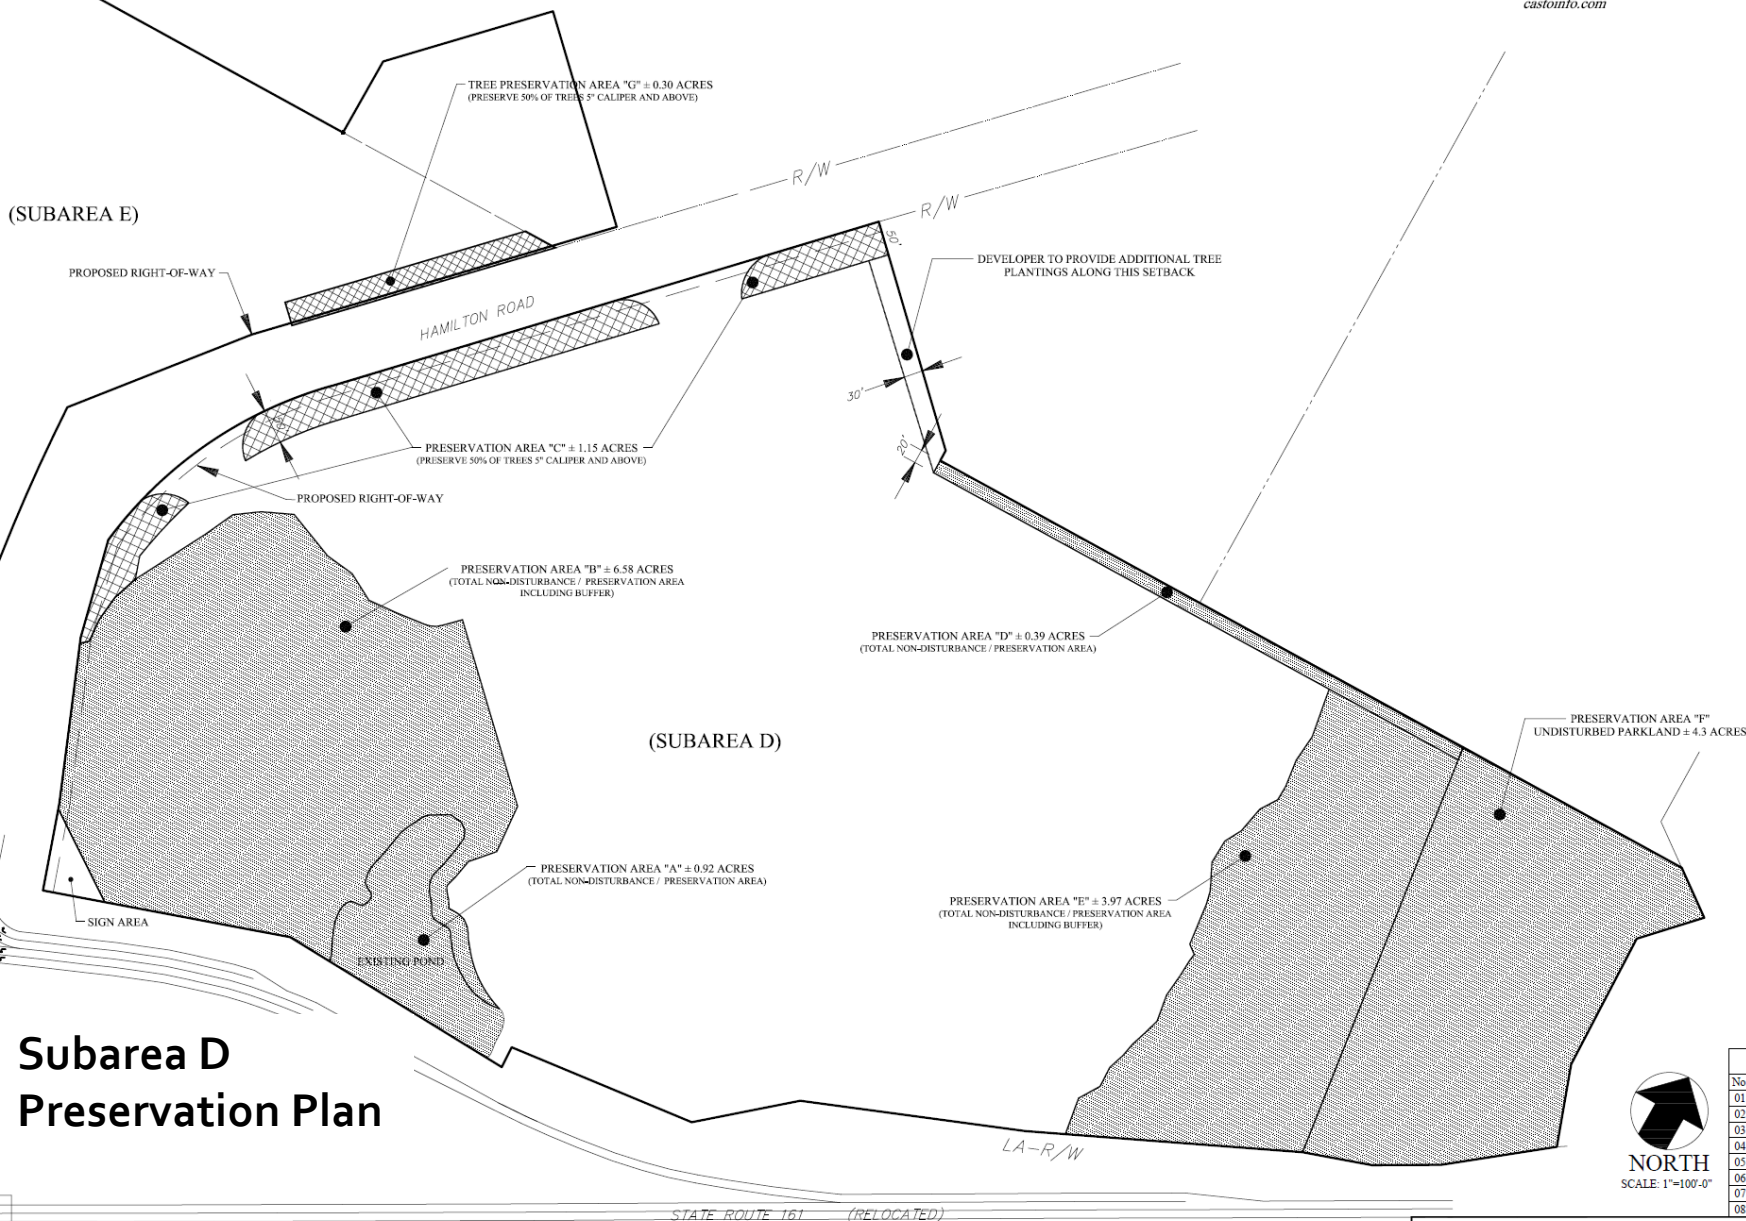 castoinfo.com
TREE PRESERVATION AREA "G" ± 0.30 ACRES
(PRESERVE 50% OF TREES 5" CALIPER AND ABOVE)
R/W
R/W
(SUBAREA E)
50'
PROPOSED RIGHT-OF-WAY
DEVELOPER TO PROVIDE ADDITIONAL TREE
PLANTINGS ALONG THIS SETBACK
HAMILTON ROAD
30'
50'
20'
PRESERVATION AREA "C" ± 1.15 ACRES
(PRESERVE 50% OF TREES 5" CALIPER AND ABOVE)
PROPOSED RIGHT-OF-WAY
PRESERVATION AREA "B" ± 6.58 ACRES
(TOTAL NON-DISTURBANCE / PRESERVATION AREA
INCLUDING BUFFER)
PRESERVATION AREA "D" ± 0.39 ACRES
(TOTAL NON-DISTURBANCE / PRESERVATION AREA)
PRESERVATION AREA "F"
UNDISTURBED PARKLAND ± 4.3 ACRES
(SUBAREA D)
PRESERVATION AREA "A" ± 0.92 ACRES
(TOTAL NON-DISTURBANCE / PRESERVATION AREA)
PRESERVATION AREA "E" ± 3.97 ACRES
(TOTAL NON-DISTURBANCE / PRESERVATION AREA
INCLUDING BUFFER)
SIGN AREA
EXISTING POND
Subarea D
Preservation Plan
LA-R/W
NORTH
SCALE: 1"=100'-0"
No
01
02
03
04
05
06
07
08
STATE ROUTE 161 (RELOCATED)